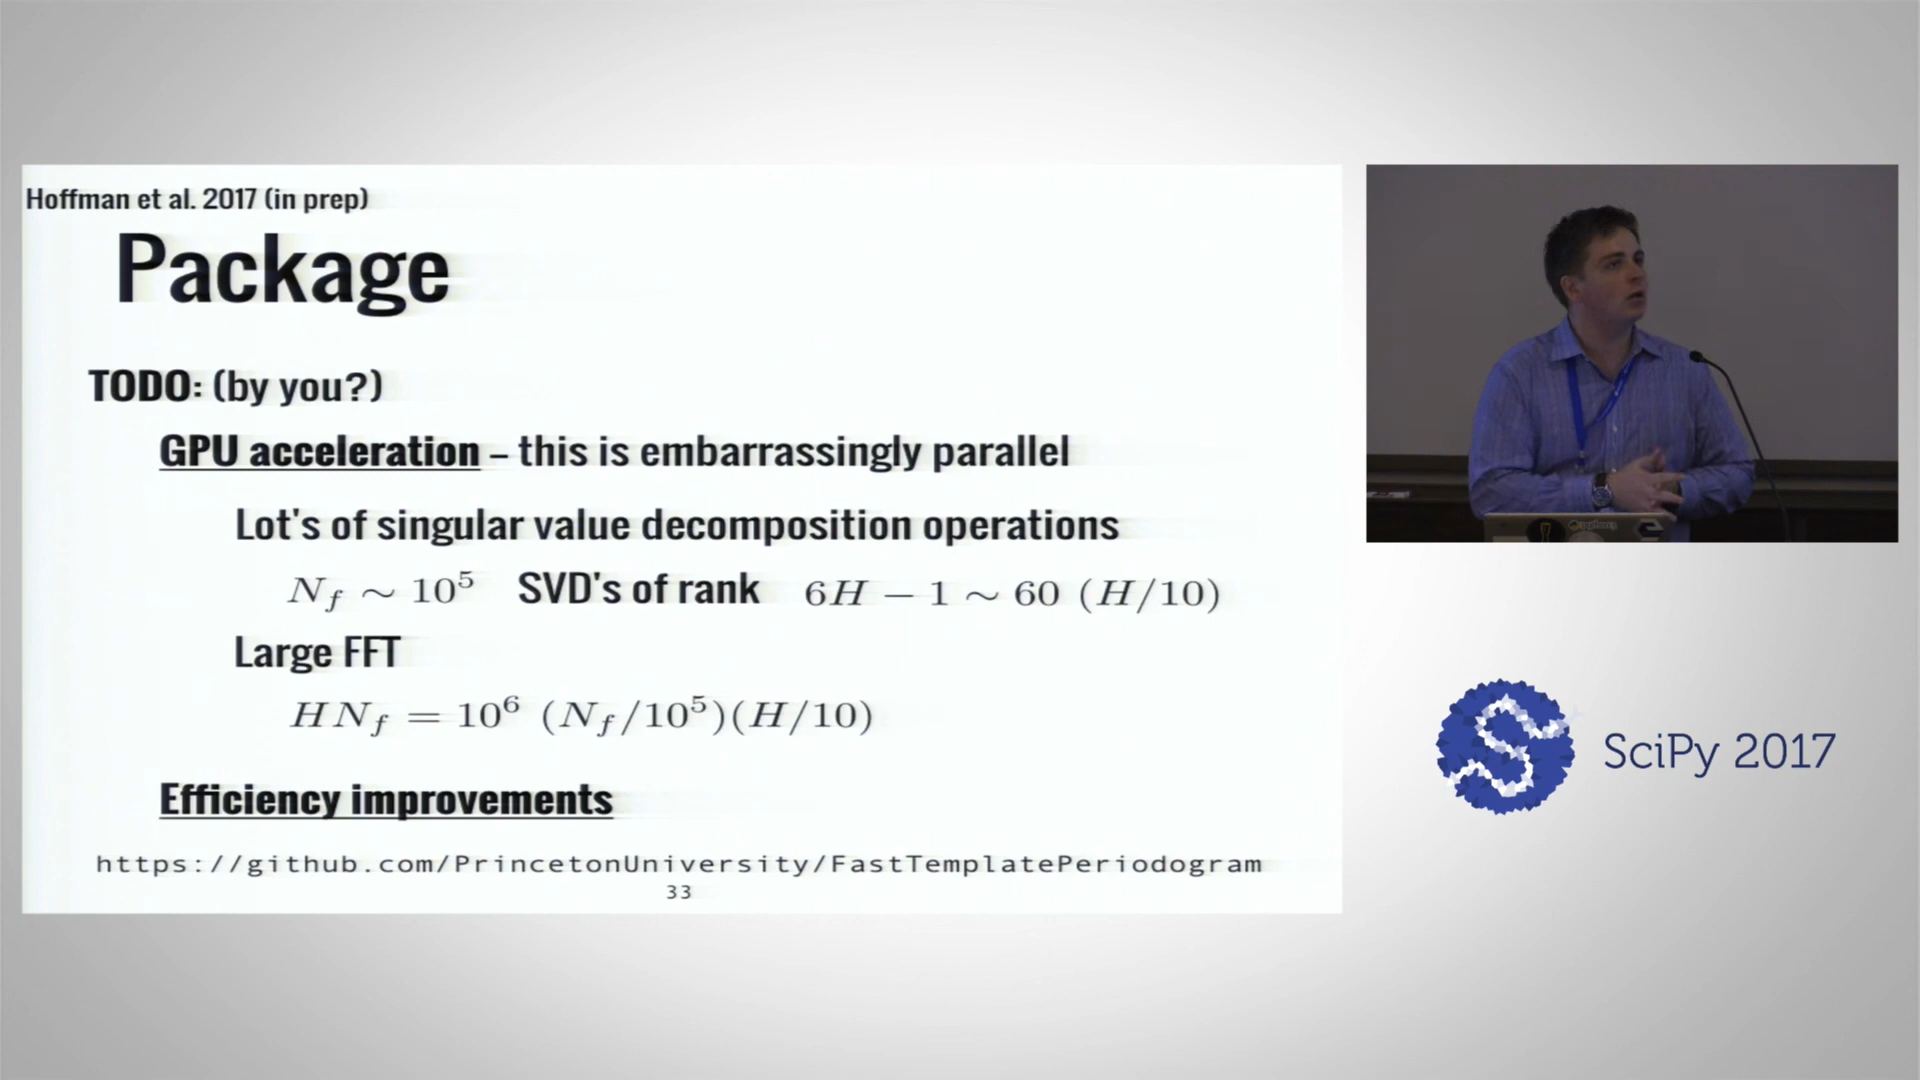 Hoffman et al. 2017 (in prep)
Package
TODO: (by you?)
GPU acceleration – this is embarrassingly parallel
Lot's of singular value decomposition operations
N_f ∼ 10^5 SVD's of rank 6H − 1 ∼ 60 (H/10)
Large FFT
HN_f = 10^6 (N_f/10^5)(H/10)
Efficiency improvements
https://github.com/PrincetonUniversity/FastTemplatePeriodogram
33
SciPy 2017